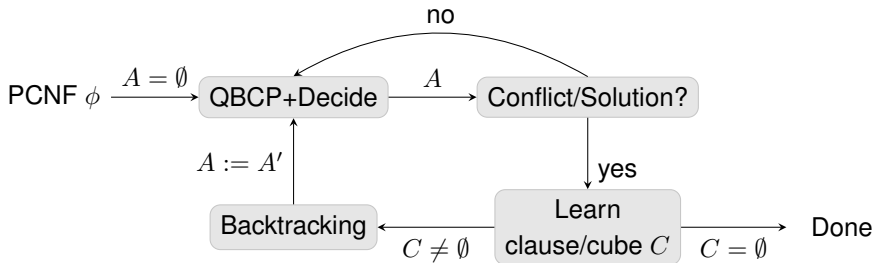 no
PCNF ϕ
A = ∅
QBCP+Decide
A
Conflict/Solution?
A := A′
yes
Backtracking
C ≠ ∅
Learn
clause/cube C
C = ∅
Done